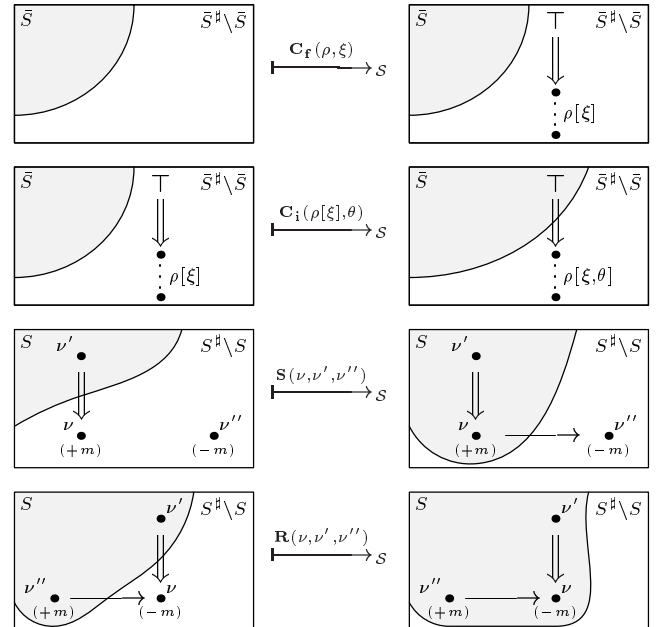 S̄ S̄♯\S̄ C_f(ρ,ξ) S S̄ ⊤ S̄♯\S̄
ρ[ξ]
S̄ ⊤ S̄♯\S̄ C_i(ρ[ξ],θ) S S̄ ⊤ S̄♯\S̄
ρ[ξ] ρ[ξ,θ]
S S♯\S S(ν,ν′,ν″) S S S♯\S
ν′ ν′
ν ν″ ν ν″
(+m) (−m) (+m) (−m)
S ν′ S♯\S R(ν,ν′,ν″) S S ν′ S♯\S
ν″ ν ν″ ν
(+m) (−m) (+m) (−m)